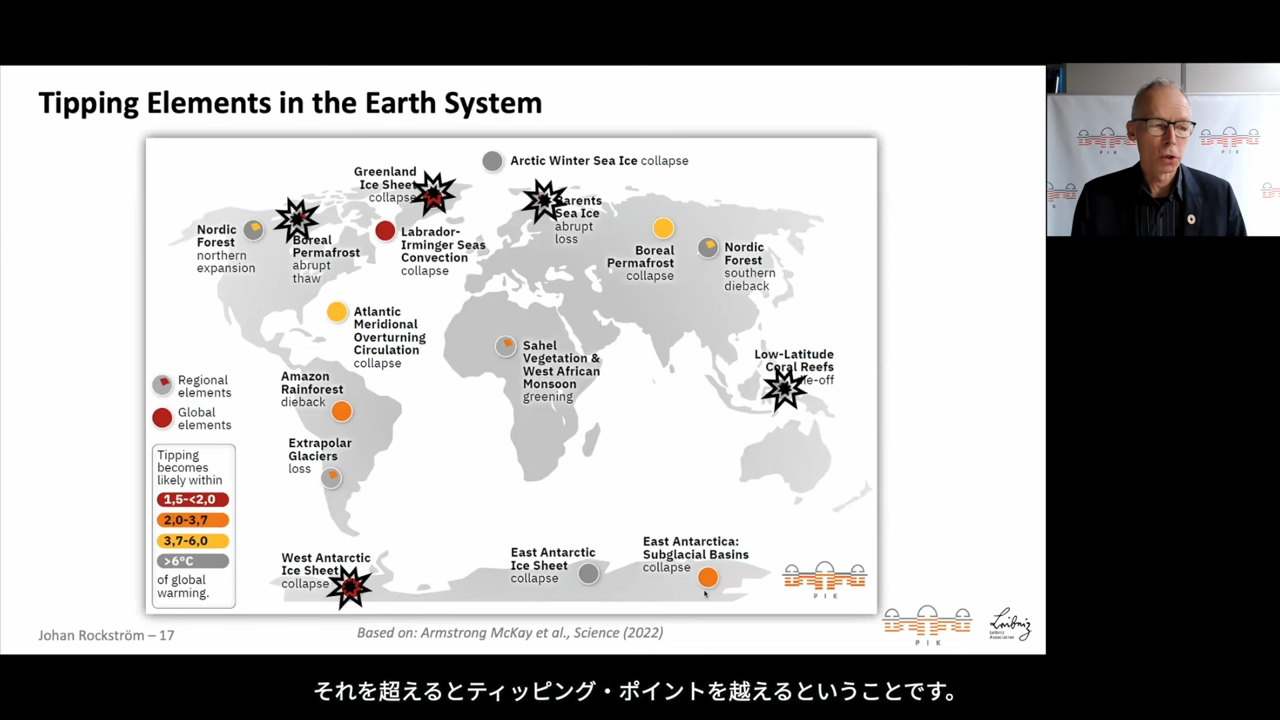 Tipping Elements in the Earth System
Arctic Winter Sea Ice collapse
Greenland
Ice Sheet
collapse
Barents
Sea Ice
abrupt
loss
Nordic
Forest
northern
expansion
Boreal
Permafrost
abrupt
thaw
Labrador-
Irminger Seas
Convection
collapse
Boreal
Permafrost
collapse
Nordic
Forest
southern
dieback
Atlantic
Meridional
Overturning
Circulation
collapse
Sahel
Vegetation &
West African
Monsoon
greening
Low-Latitude
Coral Reefs
Amazon
Rainforest
dieback
Regional
elements
Global
elements
Extrapolar
Glaciers
loss
Tipping
becomes
likely within
1,5-<2,0
2,0-3,7
3,7-6,0
>6°C
of global
warming.
West Antarctic
Ice Sheet
collapse
East Antarctic
Ice Sheet
collapse
East Antarctica:
Subglacial Basins
collapse
PIK
Johan Rockström – 17
Based on: Armstrong McKay et al., Science (2022)
PIK
Leibniz
Leibniz
Association
PIK
PIK
それを超えるとティッピング・ポイントを越えるということです。